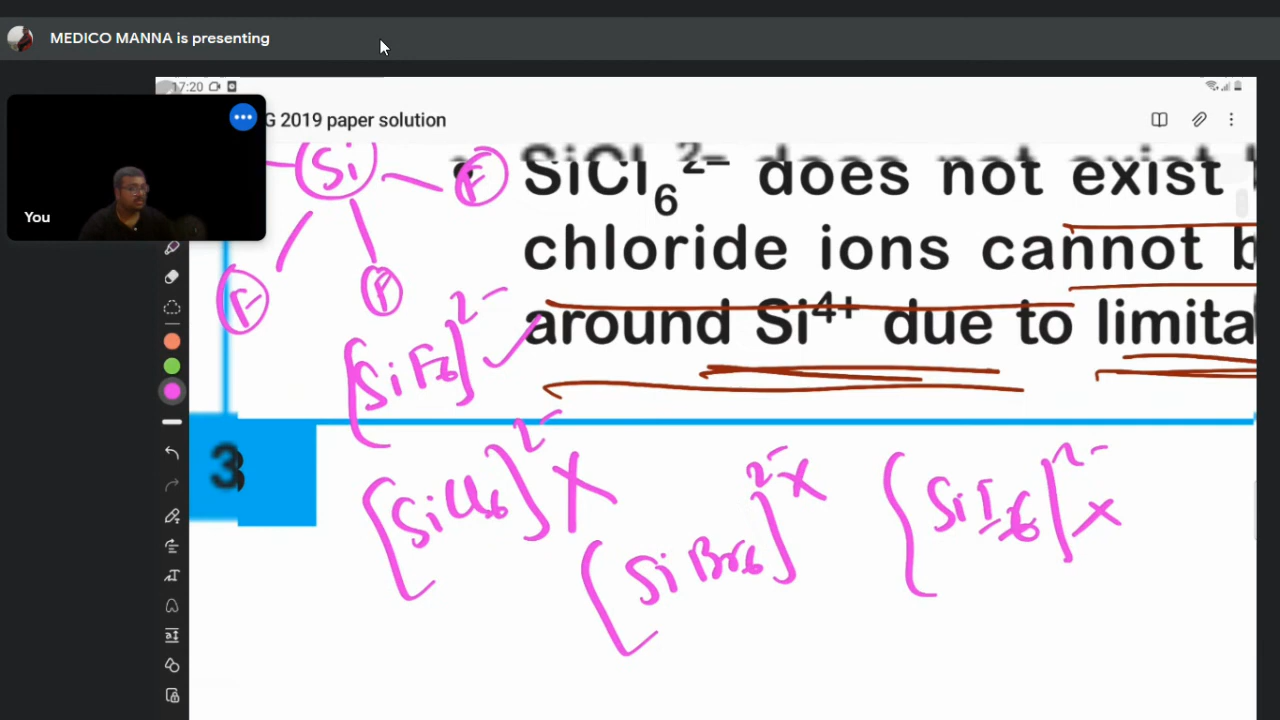 MEDICO MANNA is presenting
17:20
You
G 2019 paper solution
Si
F
F
F
SiCl₆²⁻ does not exist
chloride ions cannot b
around Si⁴⁺ due to limita
[SiF₆]²⁻ ✓
3
[SiCl₆]²⁻ X
[SiBr₆]²⁻ X
[SiI₆]²⁻ X